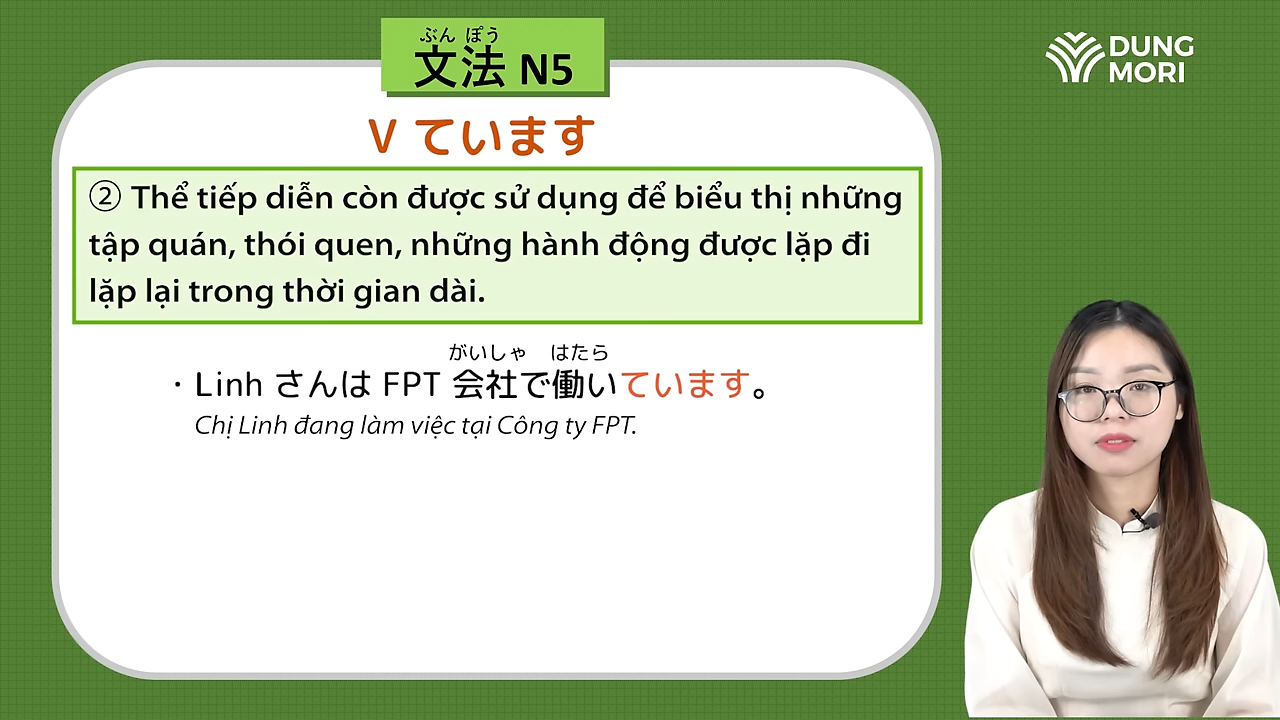 ぶん ぽう
文法 N5
DUNG
MORI
V ています
② Thể tiếp diễn còn được sử dụng để biểu thị những
tập quán, thói quen, những hành động được lặp đi
lặp lại trong thời gian dài.
がいしゃ はたら
・Linh さんは FPT 会社で働いています。
Chị Linh đang làm việc tại Công ty FPT.